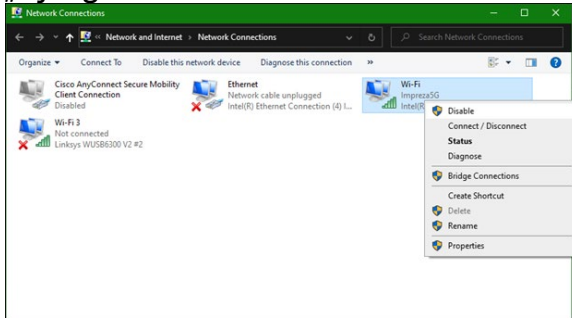 Network Connections
Network and Internet › Network Connections
Search Network Connections
Organize Connect To Disable this network device Diagnose this connection »
Cisco AnyConnect Secure Mobility
Client Connection
Disabled
Ethernet
Network cable unplugged
Intel(R) Ethernet Connection (4) I...
Wi-Fi
Impreza5G
Intel(R
Wi-Fi 3
Not connected
Linksys WUSB6300 V2 #2
Disable
Connect / Disconnect
Status
Diagnose
Bridge Connections
Create Shortcut
Delete
Rename
Properties